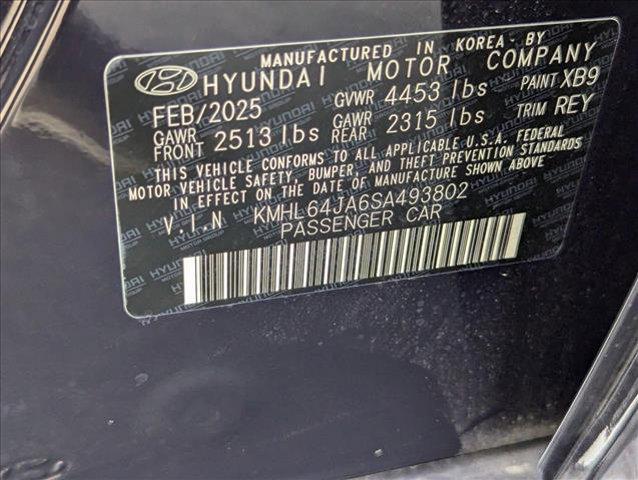 MANUFACTURED IN KOREA BY
HYUNDAI MOTOR COMPANY
FEB/2025 GVWR 4453 lbs PAINT XB9
GAWR FRONT 2513 lbs GAWR REAR 2315 lbs TRIM REY
THIS VEHICLE CONFORMS TO ALL APPLICABLE U.S.A. FEDERAL
MOTOR VEHICLE SAFETY, BUMPER, AND THEFT PREVENTION STANDARDS
IN EFFECT ON THE DATE OF MANUFACTURE SHOWN ABOVE.
V.I.N KMHL64JA6SA493802
PASSENGER CAR